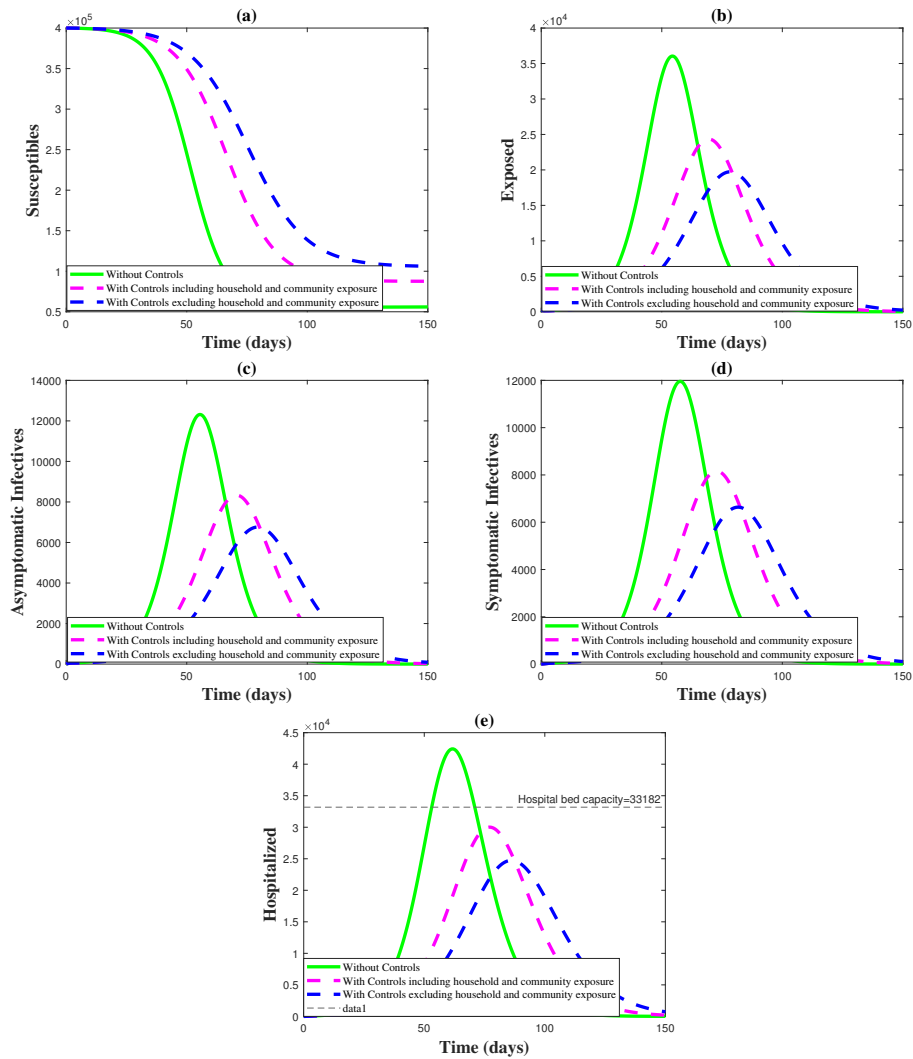 (a)
×10⁵
4
3.5
3
2.5
2
1.5
1
0.5
Susceptibles
Without Controls
With Controls including household and community exposure
With Controls excluding household and community exposure
0 50 100 150
Time (days)
(b)
×10⁴
4
3.5
3
2.5
2
1.5
1
0.5
0
Exposed
Without Controls
With Controls including household and community exposure
With Controls excluding household and community exposure
0 50 100 150
Time (days)
(c)
14000
12000
10000
8000
6000
4000
2000
0
Asymptomatic Infectives
Without Controls
With Controls including household and community exposure
With Controls excluding household and community exposure
0 50 100 150
Time (days)
(d)
12000
10000
8000
6000
4000
2000
0
Symptomatic Infectives
Without Controls
With Controls including household and community exposure
With Controls excluding household and community exposure
0 50 100 150
Time (days)
(e)
×10⁴
4.5
4
3.5
3
2.5
2
1.5
1
0.5
0
Hospitalized
Hospital bed capacity=33182
Without Controls
With Controls including household and community exposure
With Controls excluding household and community exposure
data1
0 50 100 150
Time (days)